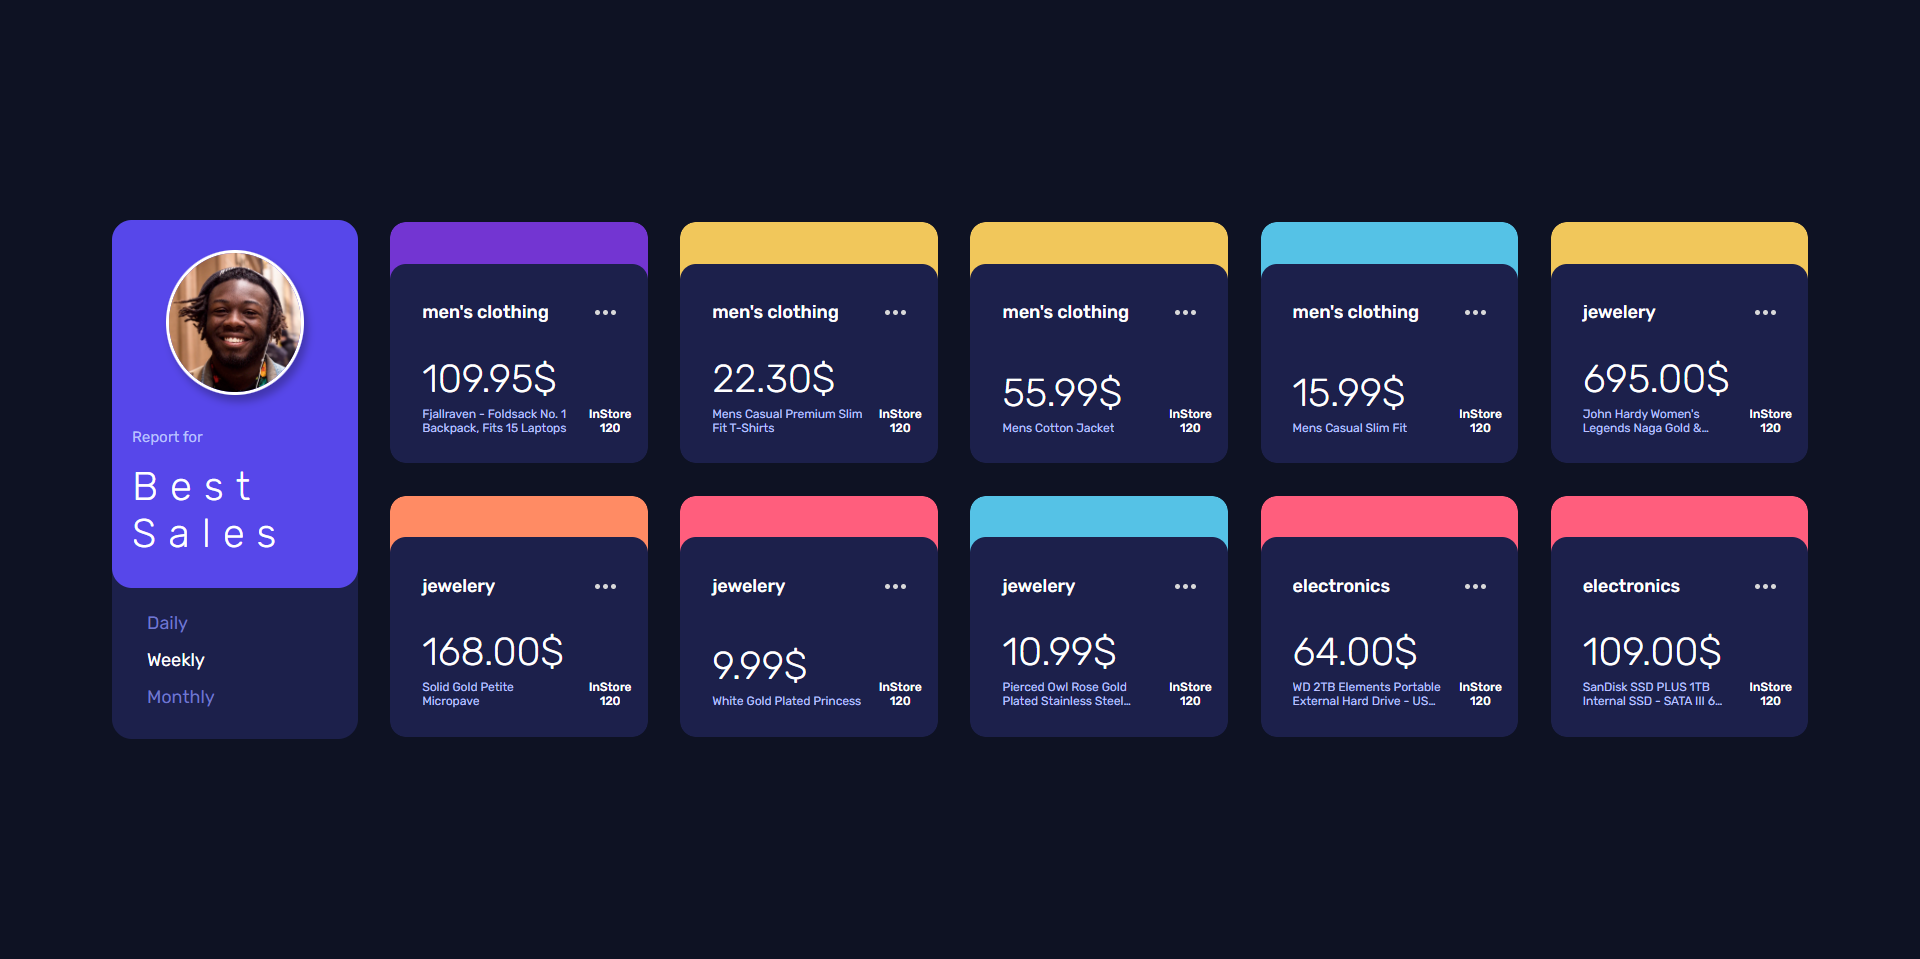 Report for
Best
Sales
Daily
Weekly
Monthly
men's clothing
109.95$
Fjallraven - Foldsack No. 1
Backpack, Fits 15 Laptops
InStore
120
men's clothing
22.30$
Mens Casual Premium Slim
Fit T-Shirts
InStore
120
men's clothing
55.99$
Mens Cotton Jacket
InStore
120
men's clothing
15.99$
Mens Casual Slim Fit
InStore
120
jewelery
695.00$
John Hardy Women's
Legends Naga Gold &...
InStore
120
jewelery
168.00$
Solid Gold Petite
Micropave
InStore
120
jewelery
9.99$
White Gold Plated Princess
InStore
120
jewelery
10.99$
Pierced Owl Rose Gold
Plated Stainless Steel...
InStore
120
electronics
64.00$
WD 2TB Elements Portable
External Hard Drive - US...
InStore
120
electronics
109.00$
SanDisk SSD PLUS 1TB
Internal SSD - SATA III 6...
InStore
120